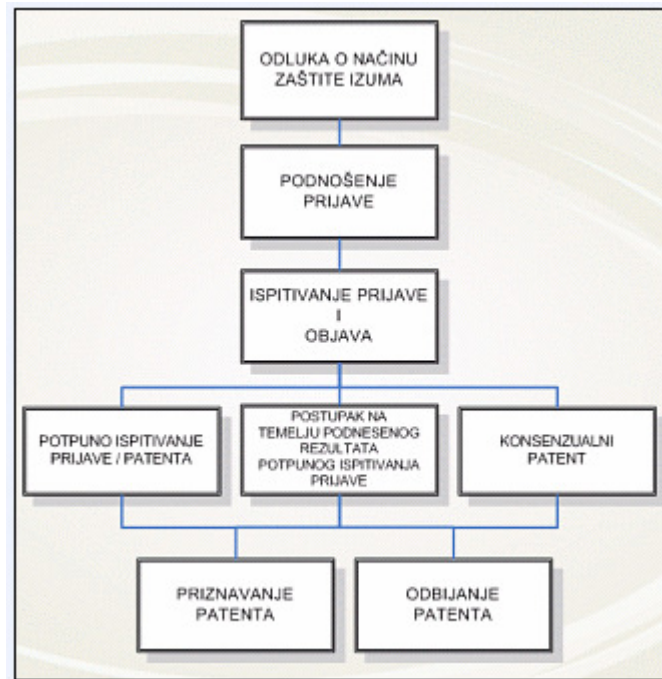 ODLUKA O NAČINU
ZAŠTITE IZUMA
PODNOŠENJE
PRIJAVE
ISPITIVANJE PRIJAVE
I
OBJAVA
POTPUNO ISPITIVANJE
PRIJAVE / PATENTA
POSTUPAK NA
TEMELJU PODNESENOG
REZULTATA
POTPUNOG ISPITIVANJA
PRIJAVE
KONSENZUALNI
PATENT
PRIZNAVANJE
PATENTA
ODBIJANJE
PATENTA